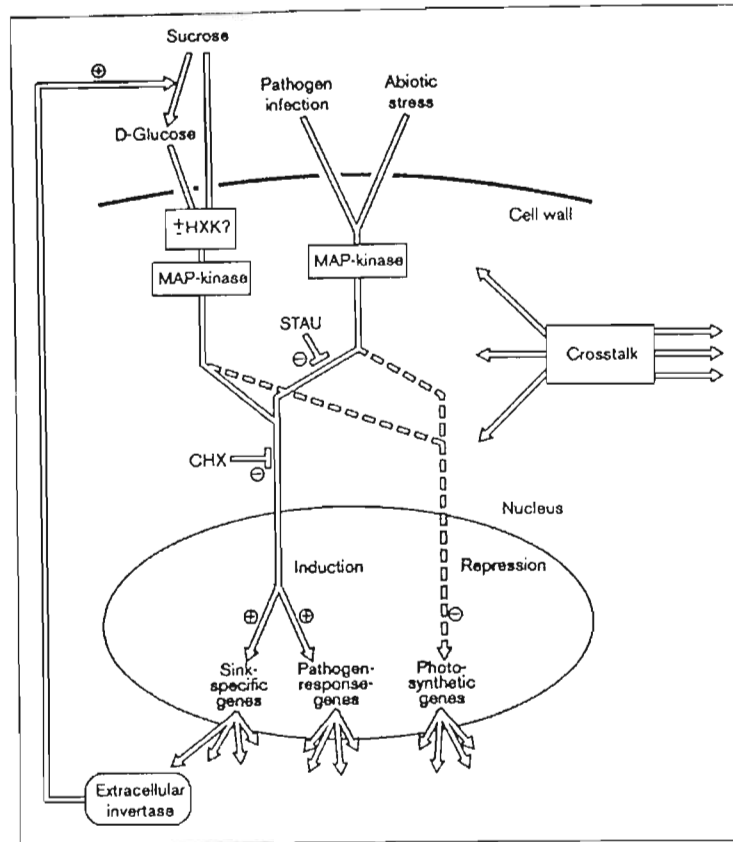 Sucrose
⊕
Pathogen
infection
Abiotic
stress
D-Glucose
Cell wall
±HXK?
MAP-kinase
MAP-kinase
STAU
⊖
Crosstalk
CHX
⊖
Nucleus
Induction
Repression
⊕
⊕
⊖
Sink-
specific
genes
Pathogen-
response-
genes
Photo-
synthetic
genes
Extracellular
invertase